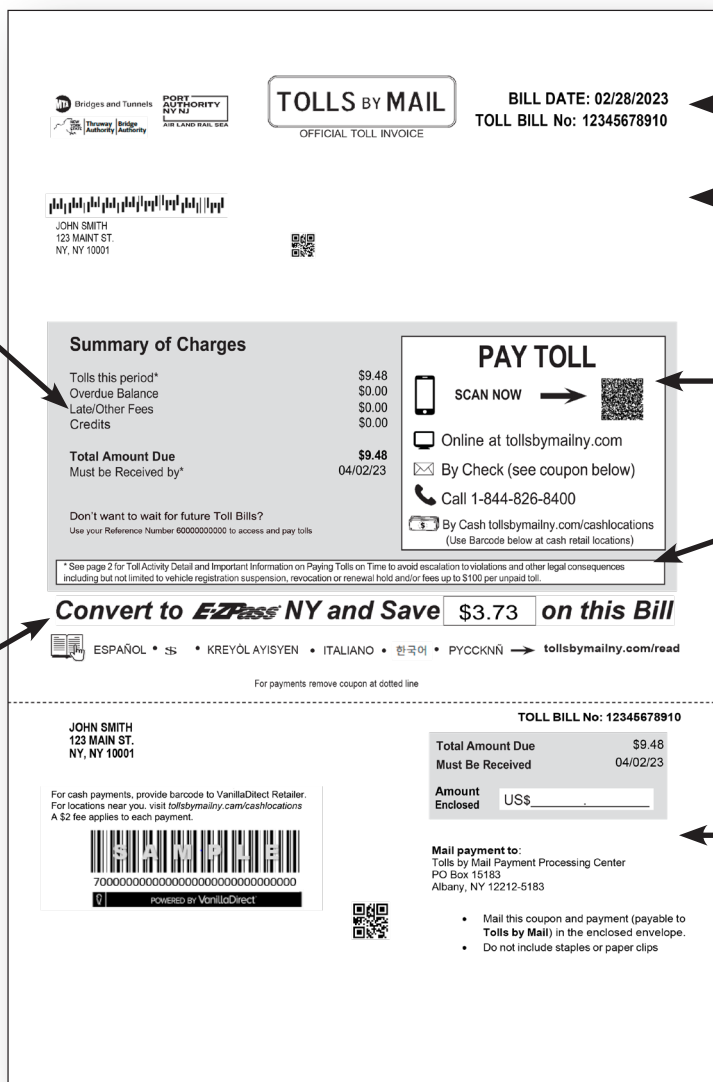 MTA Bridges and Tunnels
PORT
AUTHORITY
NY NJ
AIR LAND RAIL SEA
NEW
YORK
STATE
Thruway Authority
Bridge Authority
TOLLS BY MAIL
OFFICIAL TOLL INVOICE
BILL DATE: 02/28/2023
TOLL BILL No: 12345678910
JOHN SMITH
123 MAINT ST.
NY, NY 10001
Summary of Charges
Tolls this period* $9.48
Overdue Balance $0.00
Late/Other Fees $0.00
Credits $0.00
Total Amount Due $9.48
Must be Received by* 04/02/23
Don't want to wait for future Toll Bills?
Use your Reference Number 60000000000 to access and pay tolls
PAY TOLL
SCAN NOW
Online at tollsbymailny.com
By Check (see coupon below)
Call 1-844-826-8400
$ By Cash tollsbymailny.com/cashlocations
(Use Barcode below at cash retail locations)
* See page 2 for Toll Activity Detail and Important Information on Paying Tolls on Time to avoid escalation to violations and other legal consequences
including but not limited to vehicle registration suspension, revocation or renewal hold and/or fees up to $100 per unpaid toll.
Convert to E-ZPass NY and Save $3.73 on this Bill
ESPAÑOL • • KREYÒL AYISYEN • ITALIANO • 한국어 • PYCCKNÑ tollsbymailny.com/read
For payments remove coupon at dotted line
JOHN SMITH
123 MAIN ST.
NY, NY 10001
TOLL BILL No: 12345678910
Total Amount Due $9.48
Must Be Received 04/02/23
Amount
Enclosed US$ .
For cash payments, provide barcode to VanillaDitect Retailer.
For locations near you. visit tollsbymailny.cam/cashlocations
A $2 fee applies to each payment.
SAMPLE
POWERED BY VanillaDirect
Mail payment to:
Tolls by Mail Payment Processing Center
PO Box 15183
Albany, NY 12212-5183
• Mail this coupon and payment (payable to
Tolls by Mail) in the enclosed envelope.
• Do not include staples or paper clips